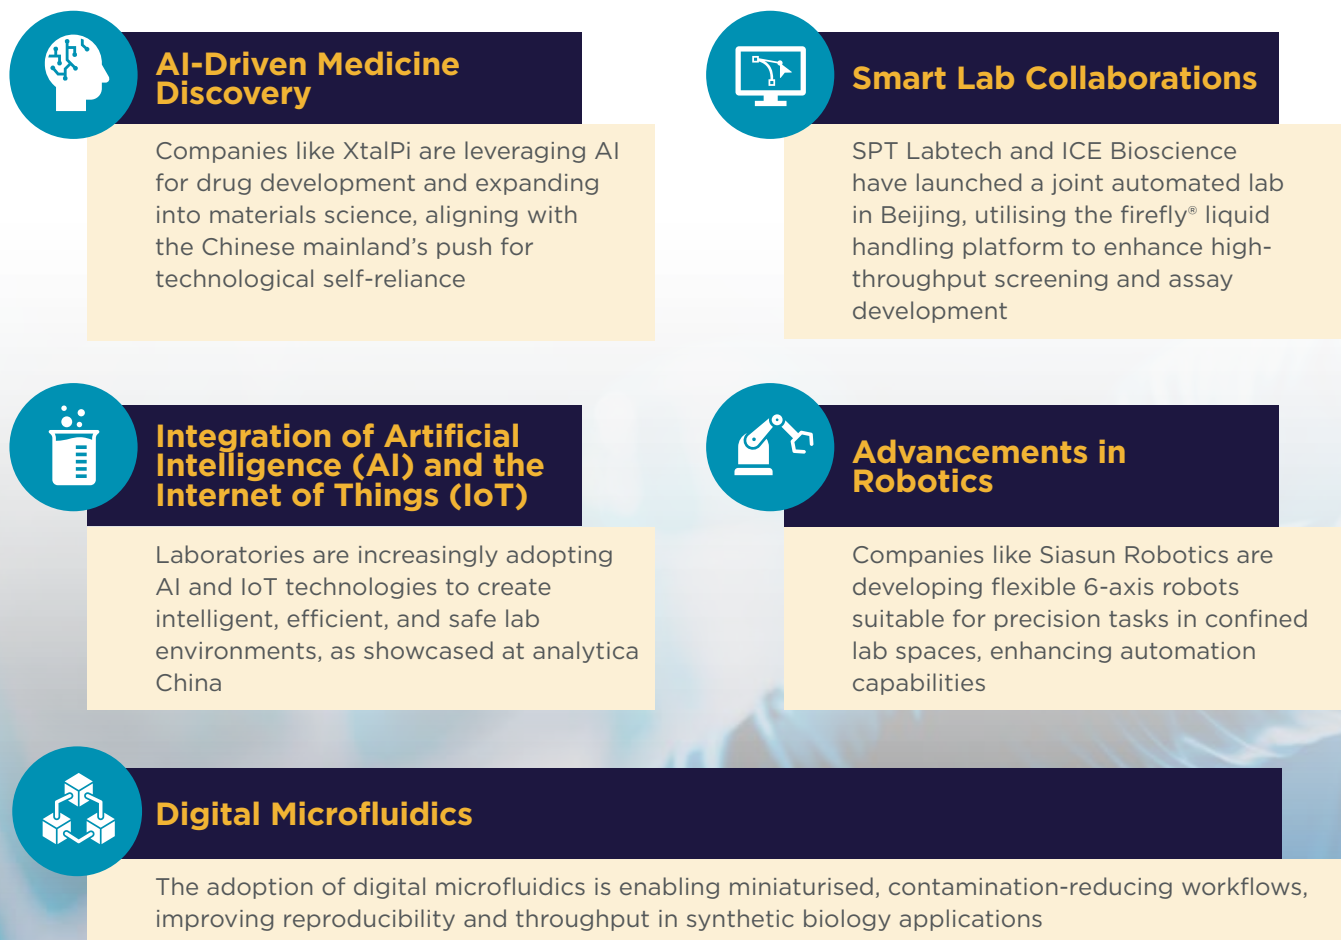 AI-Driven Medicine
Discovery
Companies like XtalPi are leveraging AI
for drug development and expanding
into materials science, aligning with
the Chinese mainland's push for
technological self-reliance
Smart Lab Collaborations
SPT Labtech and ICE Bioscience
have launched a joint automated lab
in Beijing, utilising the firefly® liquid
handling platform to enhance high-
throughput screening and assay
development
Integration of Artificial
Intelligence (AI) and the
Internet of Things (IoT)
Laboratories are increasingly adopting
AI and IoT technologies to create
intelligent, efficient, and safe lab
environments, as showcased at analytica
China
Advancements in
Robotics
Companies like Siasun Robotics are
developing flexible 6-axis robots
suitable for precision tasks in confined
lab spaces, enhancing automation
capabilities
Digital Microfluidics
The adoption of digital microfluidics is enabling miniaturised, contamination-reducing workflows,
improving reproducibility and throughput in synthetic biology applications